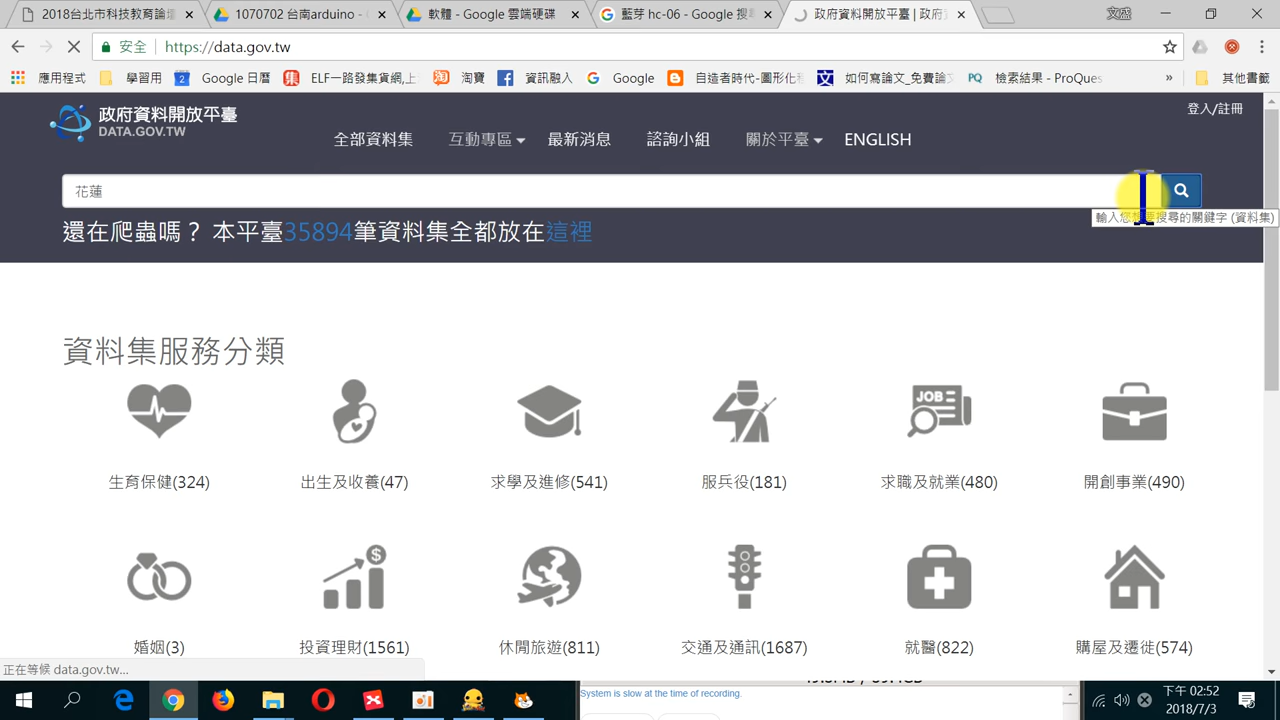 2018台北市科技教育論壇
1070702 台南arduino -
軟體 - Google 雲端硬碟
藍芽 hc-06 - Google 搜尋
政府資料開放平臺 | 政府
安全 https://data.gov.tw
應用程式
學習用
Google 日曆
ELF一路發集貨網,上
淘寶
資訊融入
Google
自造者時代-圖形化程
如何寫論文_免費論文
檢索結果 - ProQues
其他書籤
政府資料開放平臺
DATA.GOV.TW
登入/註冊
全部資料集
互動專區
最新消息
諮詢小組
關於平臺
ENGLISH
花蓮
輸入您想要搜尋的關鍵字 (資料集)
還在爬蟲嗎? 本平臺35894筆資料集全都放在這裡
資料集服務分類
JOB
生育保健(324)
出生及收養(47)
求學及進修(541)
服兵役(181)
求職及就業(480)
開創事業(490)
婚姻(3)
投資理財(1561)
休閒旅遊(811)
交通及通訊(1687)
就醫(822)
購屋及遷徙(574)
正在等候 data.gov.tw...
System is slow at the time of recording.
下午 02:52
2018/7/3